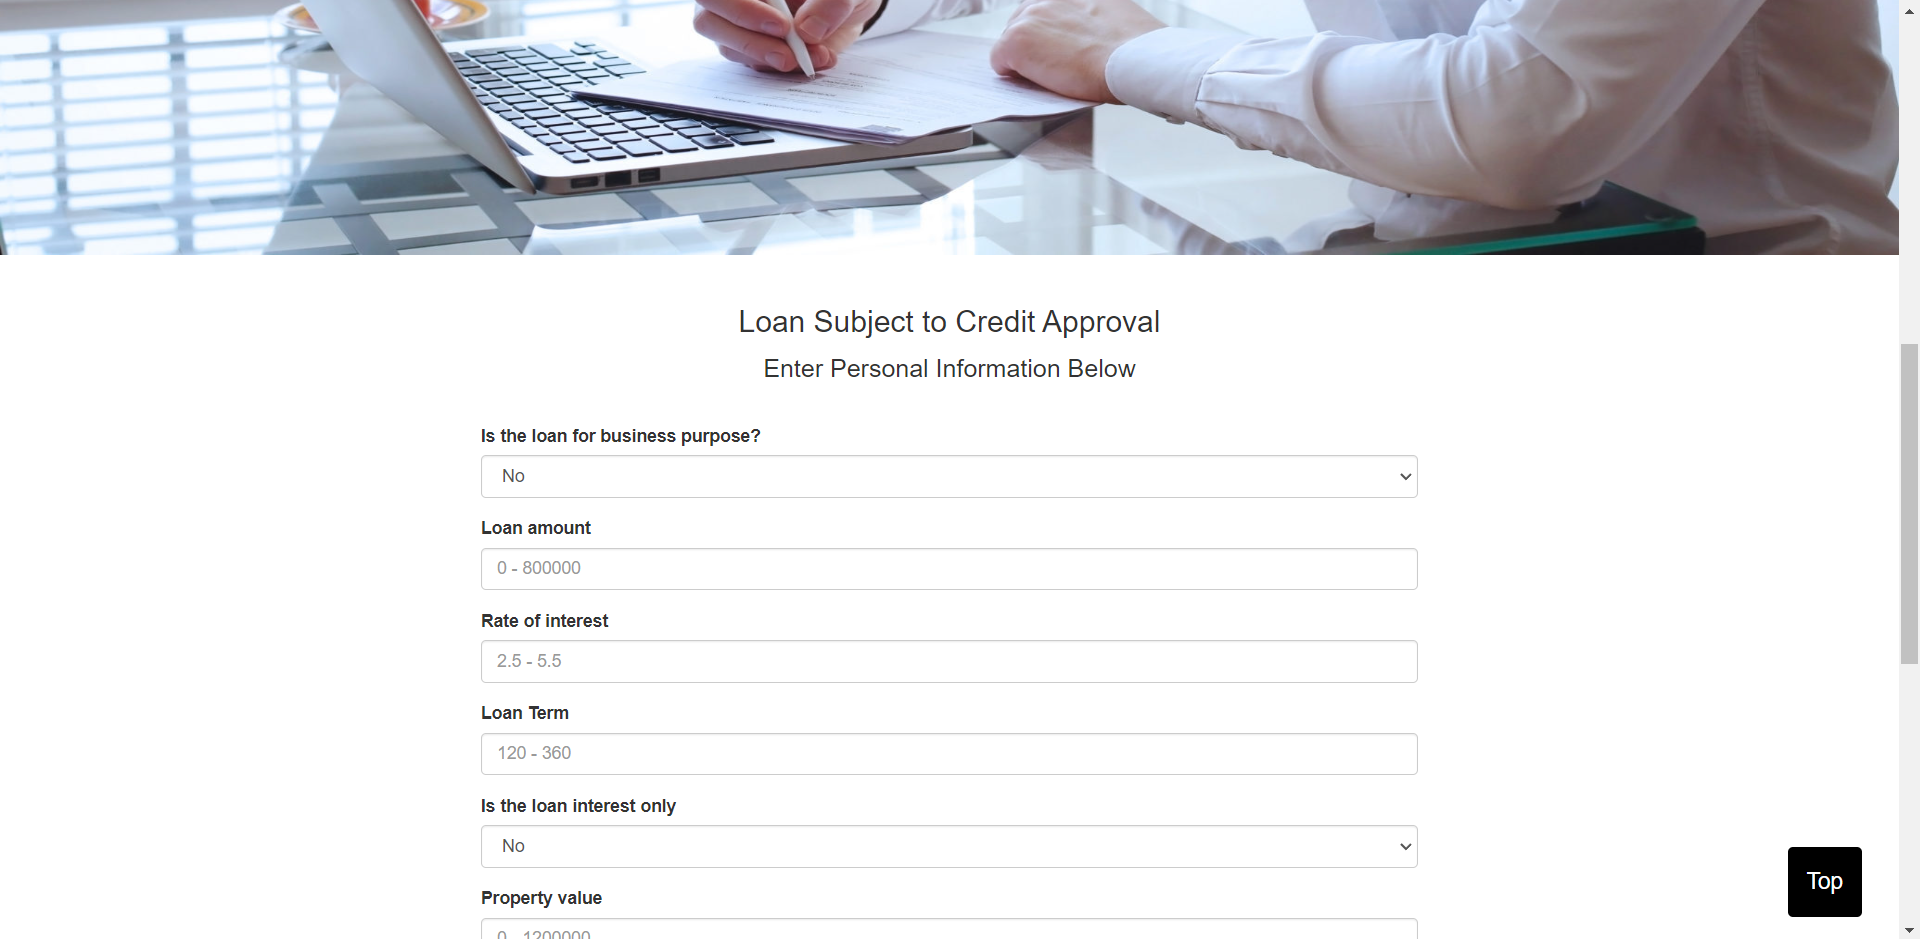 Loan Subject to Credit Approval
Enter Personal Information Below
Is the loan for business purpose?
No
Loan amount
0 - 800000
Rate of interest
2.5 - 5.5
Loan Term
120 - 360
Is the loan interest only
No
Top
Property value
0 - 1200000